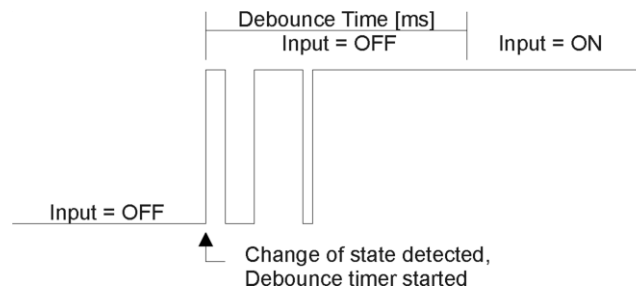 Debounce Time [ms]
Input = OFF
Input = ON
Input = OFF
Change of state detected,
Debounce timer started